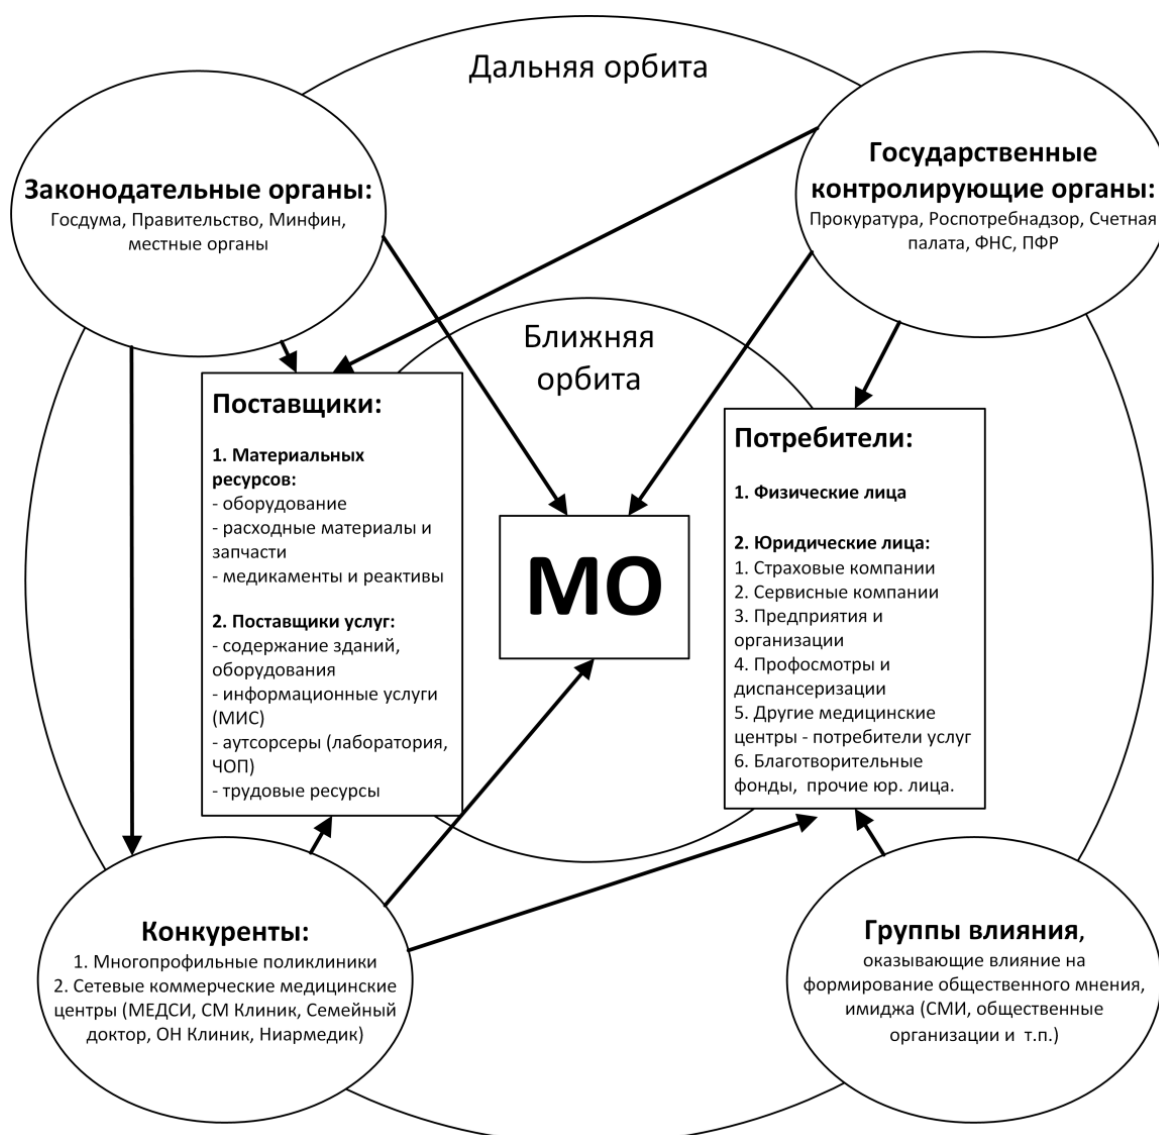 Дальняя орбита
Законодательные органы:
Госдума, Правительство, Минфин,
местные органы
Государственные
контролирующие органы:
Прокуратура, Роспотребнадзор, Счетная
палата, ФНС, ПФР
Ближняя
орбита
Поставщики:
1. Материальных
ресурсов:
- оборудование
- расходные материалы и
запчасти
- медикаменты и реактивы
2. Поставщики услуг:
- содержание зданий,
оборудования
- информационные услуги
(МИС)
- аутсорсеры (лаборатория,
ЧОП)
- трудовые ресурсы
МО
Потребители:
1. Физические лица
2. Юридические лица:
1. Страховые компании
2. Сервисные компании
3. Предприятия и
организации
4. Профосмотры и
диспансеризации
5. Другие медицинские
центры - потребители услуг
6. Благотворительные
фонды, прочие юр. лица.
Конкуренты:
1. Многопрофильные поликлиники
2. Сетевые коммерческие медицинские
центры (МЕДСИ, СМ Клиник, Семейный
доктор, ОН Клиник, Ниармедик)
Группы влияния,
оказывающие влияние на
формирование общественного мнения,
имиджа (СМИ, общественные
организации и т.п.)